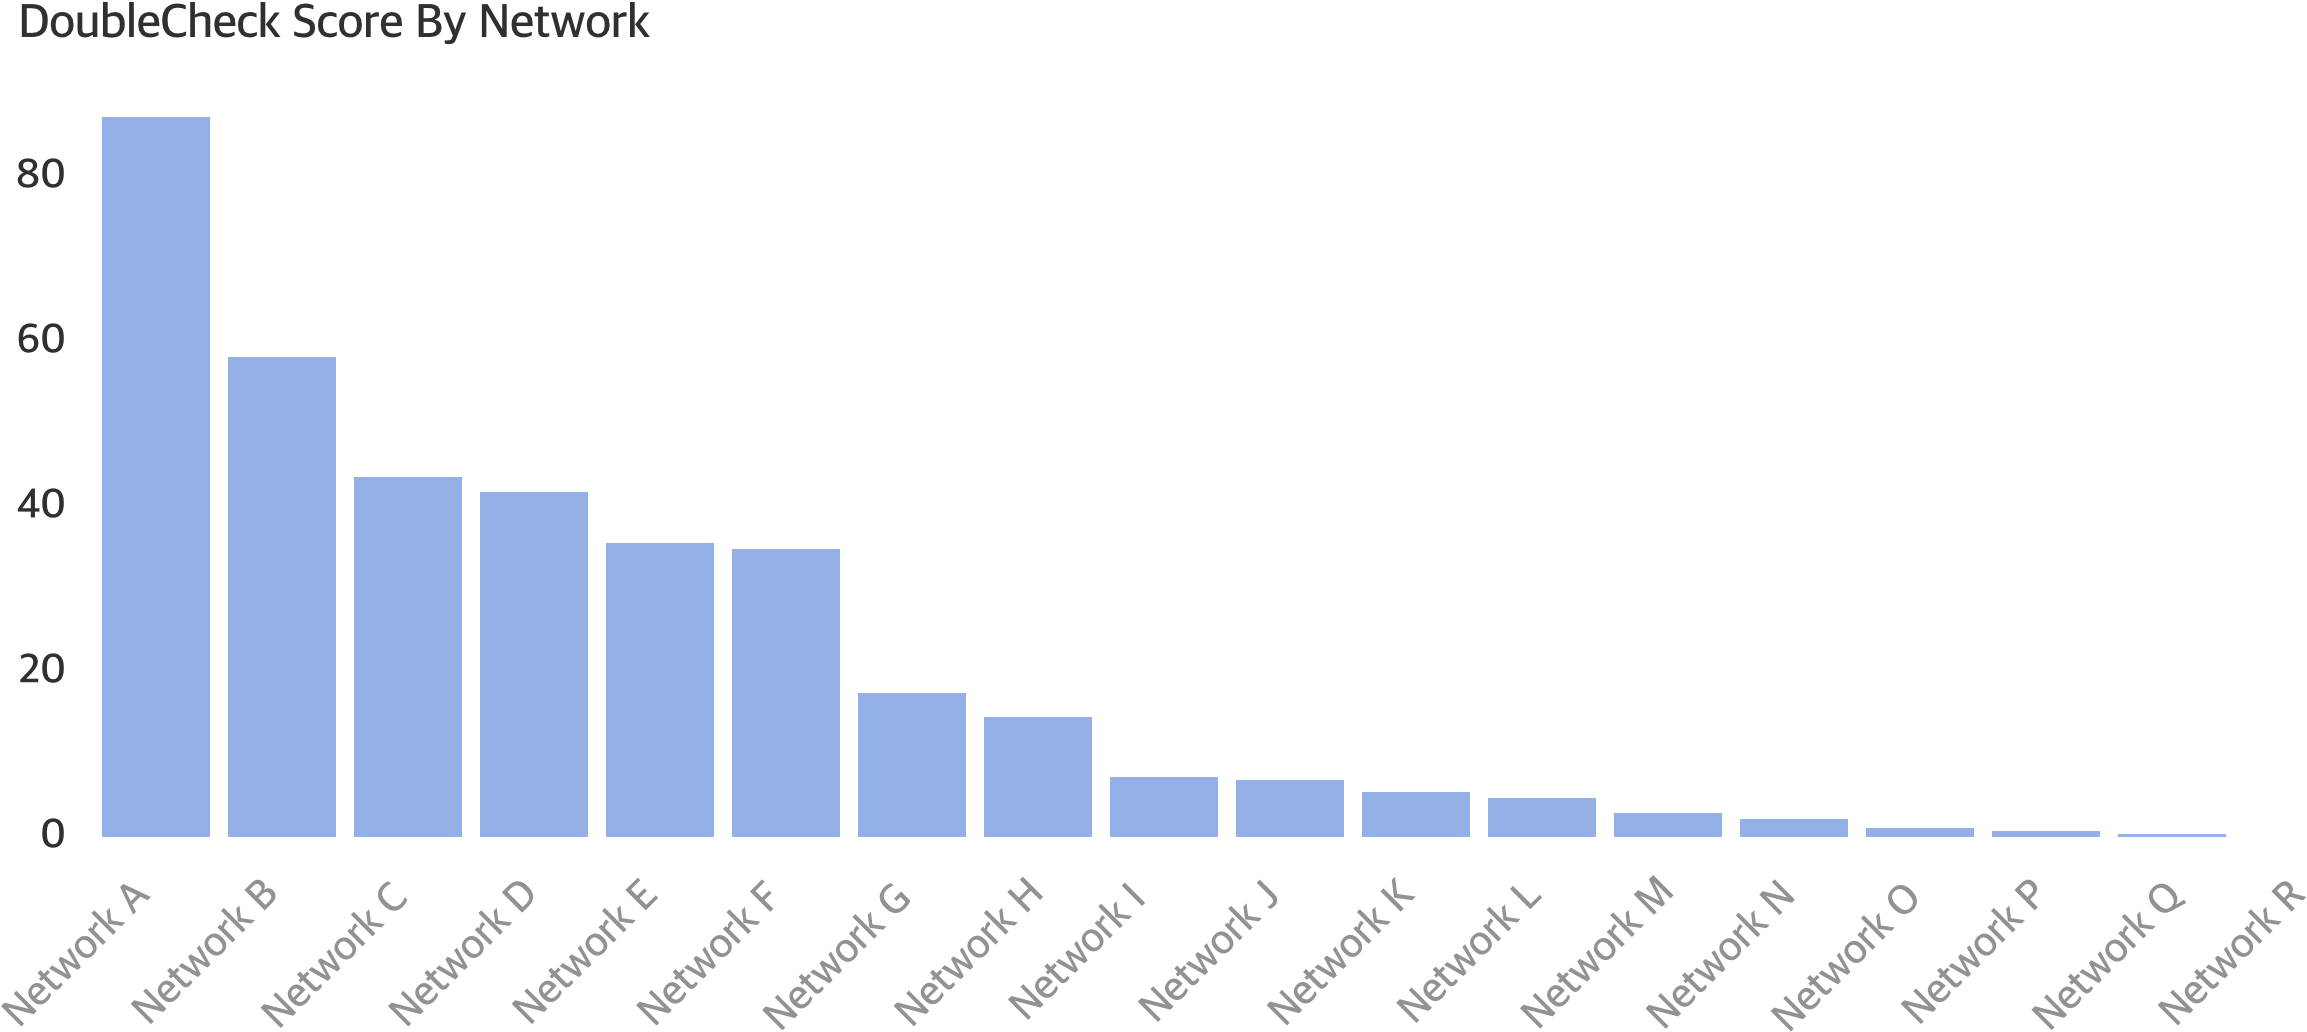 DoubleCheck Score By Network
80
60
40
20
0
Network A
Network B
Network C
Network D
Network E
Network F
Network G
Network H
Network I
Network J
Network K
Network L
Network M
Network N
Network O
Network P
Network Q
Network R